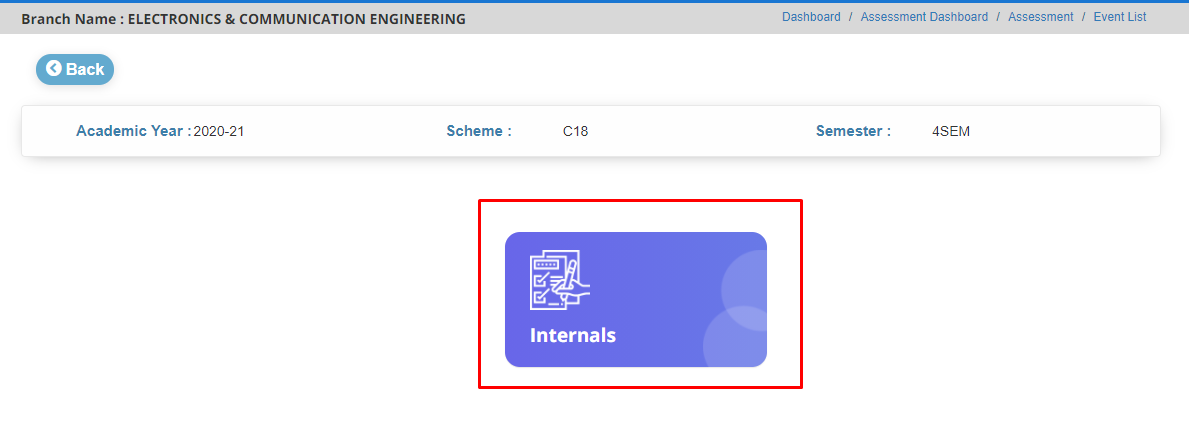 Branch Name : ELECTRONICS & COMMUNICATION ENGINEERING
Dashboard / Assessment Dashboard / Assessment / Event List
Back
Academic Year : 2020-21 Scheme : C18 Semester : 4SEM
Internals